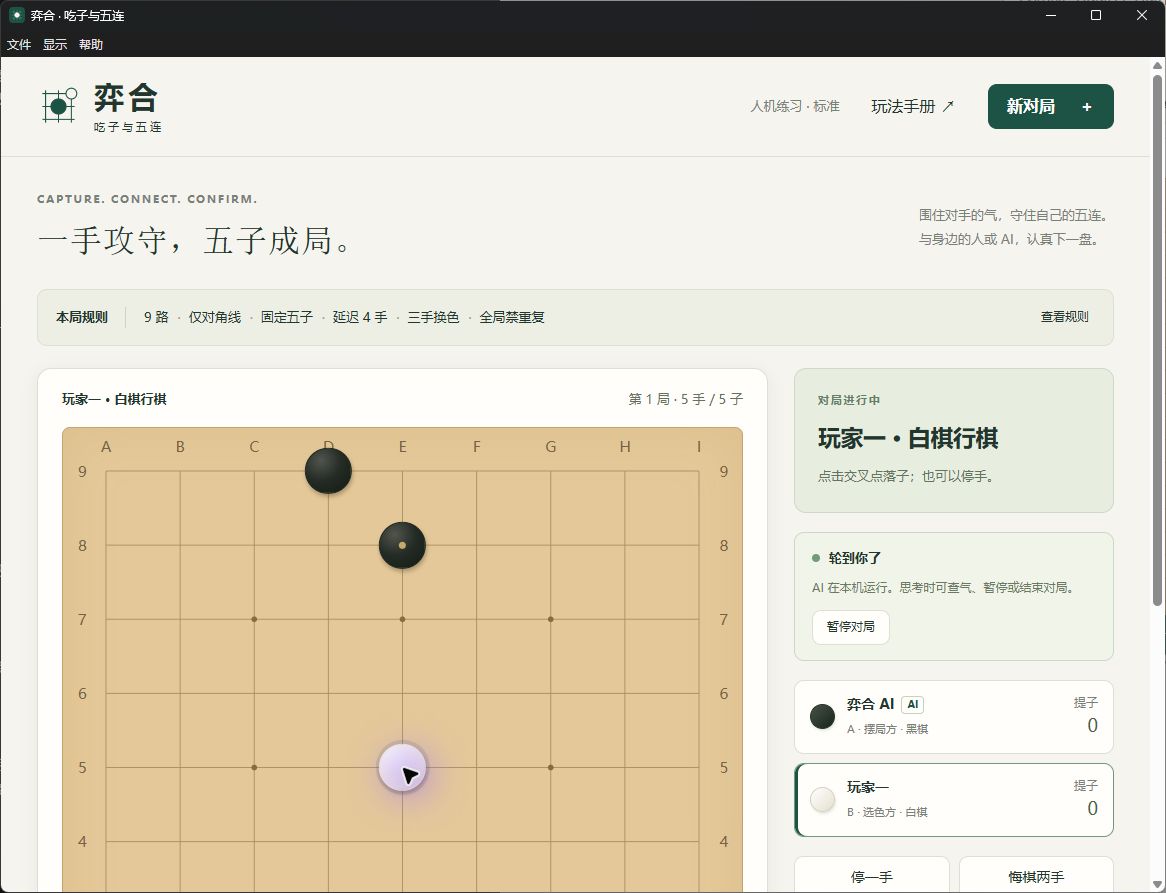 弈合 · 吃子与五连
文件 显示 帮助
弈合
吃子与五连
人机练习 · 标准
玩法手册 ↗
新对局 +
CAPTURE. CONNECT. CONFIRM.
一手攻守，五子成局。
围住对手的气，守住自己的五连。
与身边的人或 AI，认真下一盘。
本局规则 9 路 · 仅对角线 · 固定五子 · 延迟 4 手 · 三手换色 · 全局禁重复
查看规则
玩家一 • 白棋行棋
第 1 局 · 5 手 / 5 子
A B C D E F G H I
9 9
8 8
7 7
6 6
5 5
4 4
对局进行中
玩家一 • 白棋行棋
点击交叉点落子；也可以停手。
轮到你了
AI 在本机运行。思考时可查气、暂停或结束对局。
暂停对局
弈合 AI AI
A · 摆局方 · 黑棋
提子
0
玩家一
B · 选色方 · 白棋
提子
0
停一手
悔棋两手